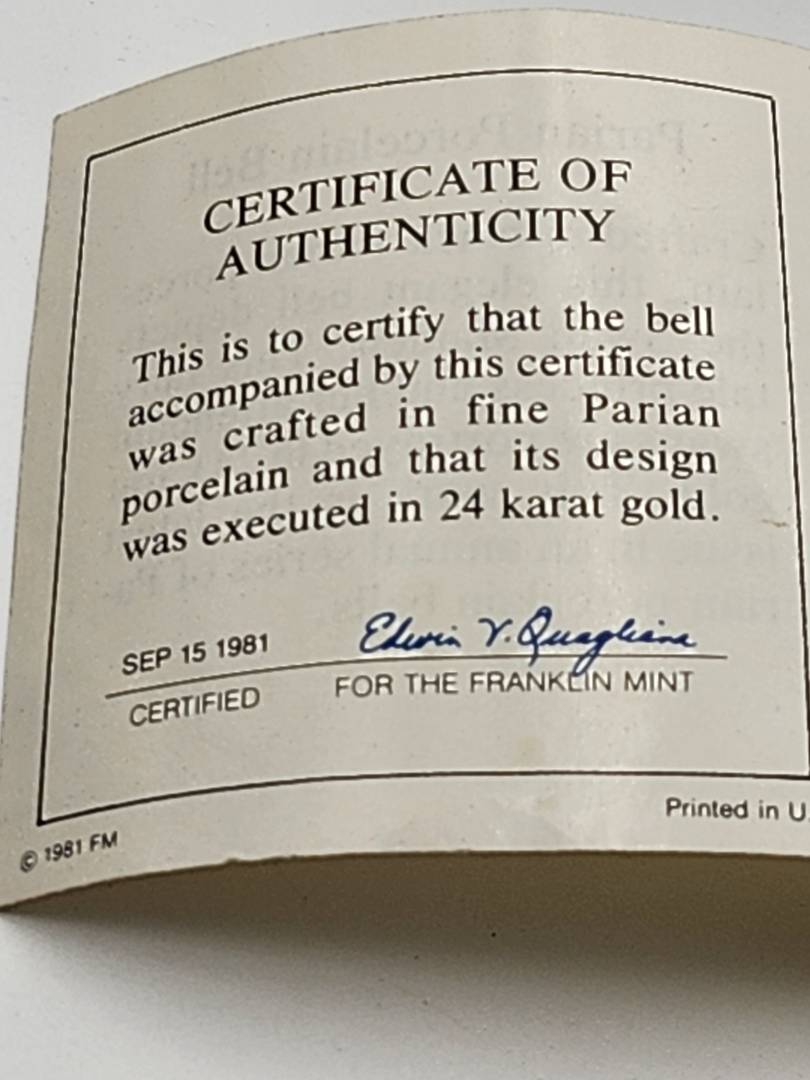 CERTIFICATE OF
AUTHENTICITY
This is to certify that the bell
accompanied by this certificate
was crafted in fine Parian
porcelain and that its design
was executed in 24 karat gold.
SEP 15 1981 Edwin V. Quagliana
CERTIFIED FOR THE FRANKLIN MINT
Printed in U
© 1981 FM